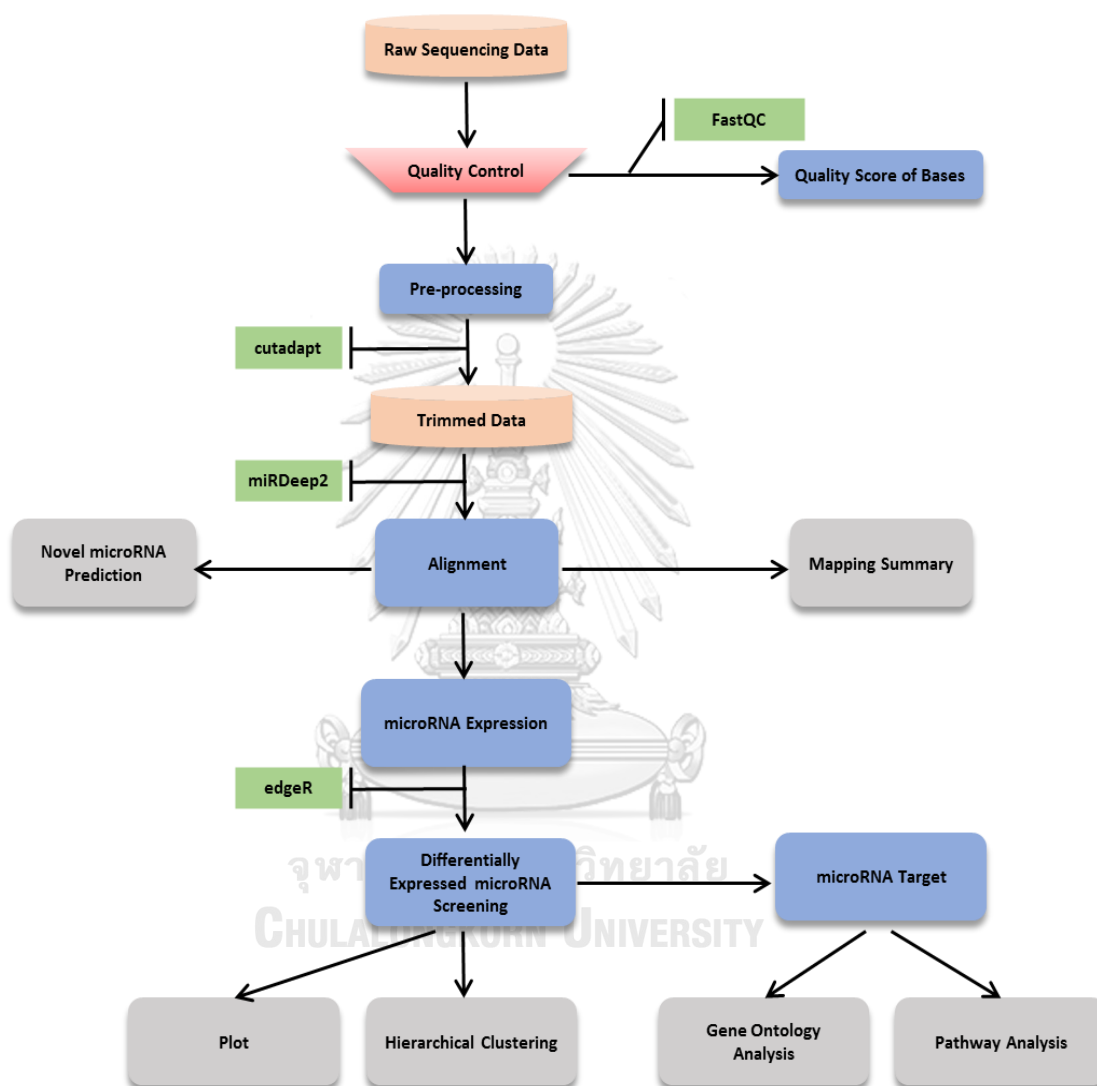 Raw Sequencing Data
FastQC
Quality Control
Quality Score of Bases
Pre-processing
cutadapt
Trimmed Data
miRDeep2
Novel microRNA
Prediction
Alignment
Mapping Summary
microRNA Expression
edgeR
Differentially
Expressed microRNA
Screening
microRNA Target
CHULALONGKORN UNIVERSITY
Plot
Hierarchical Clustering
Gene Ontology
Analysis
Pathway Analysis